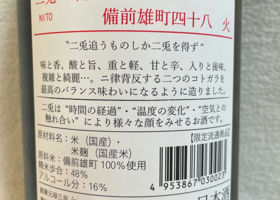 二兎
NITO
備前雄町四十八 火
"二兎追うものしか二兎を得ず"
味と香、酸と旨、重と軽、甘と辛、入りと後味、
複雑と綺麗…。二律背反する二つのコトガラを
最高のバランス味わいになるように造りました。
二兎は"時間の経過"・"温度の変化"・"空気との
触れ合い"により様々な顔をみせるお酒です。
原材料名：米（国産）・
米麹（国産米）
【限定流通商品】
原料米：備前雄町 100％使用
精米歩合：48％
アルコール分：16％
4 953867 030023
日本酒